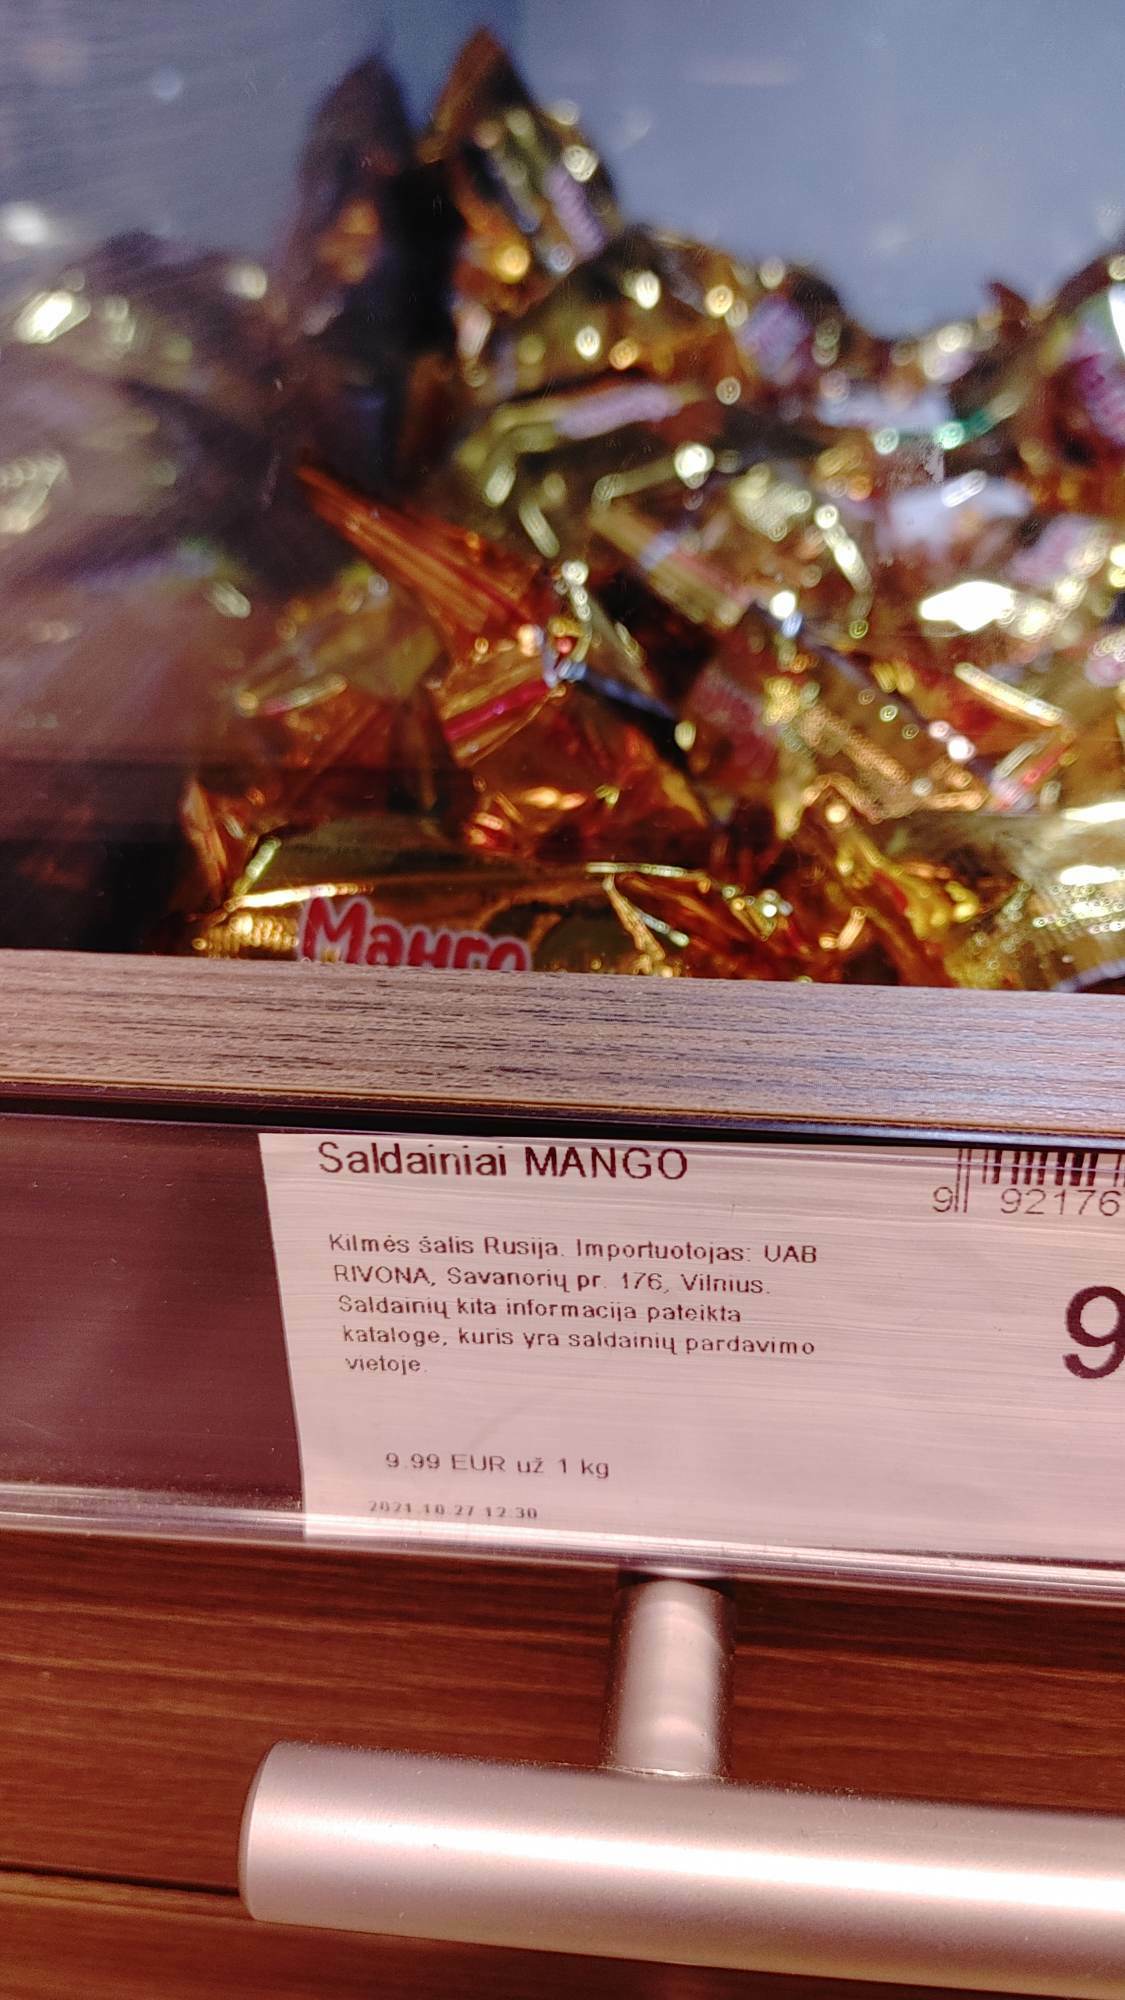 Манго
Saldainiai MANGO
9 92176
Kilmės šalis Rusija. Importuotojas: UAB
RIVONA, Savanorių pr. 176, Vilnius.
Saldainių kita informacija pateikta
kataloge, kuris yra saldainių pardavimo
vietoje.
9
9.99 EUR už 1 kg
2021.10.27 12:30